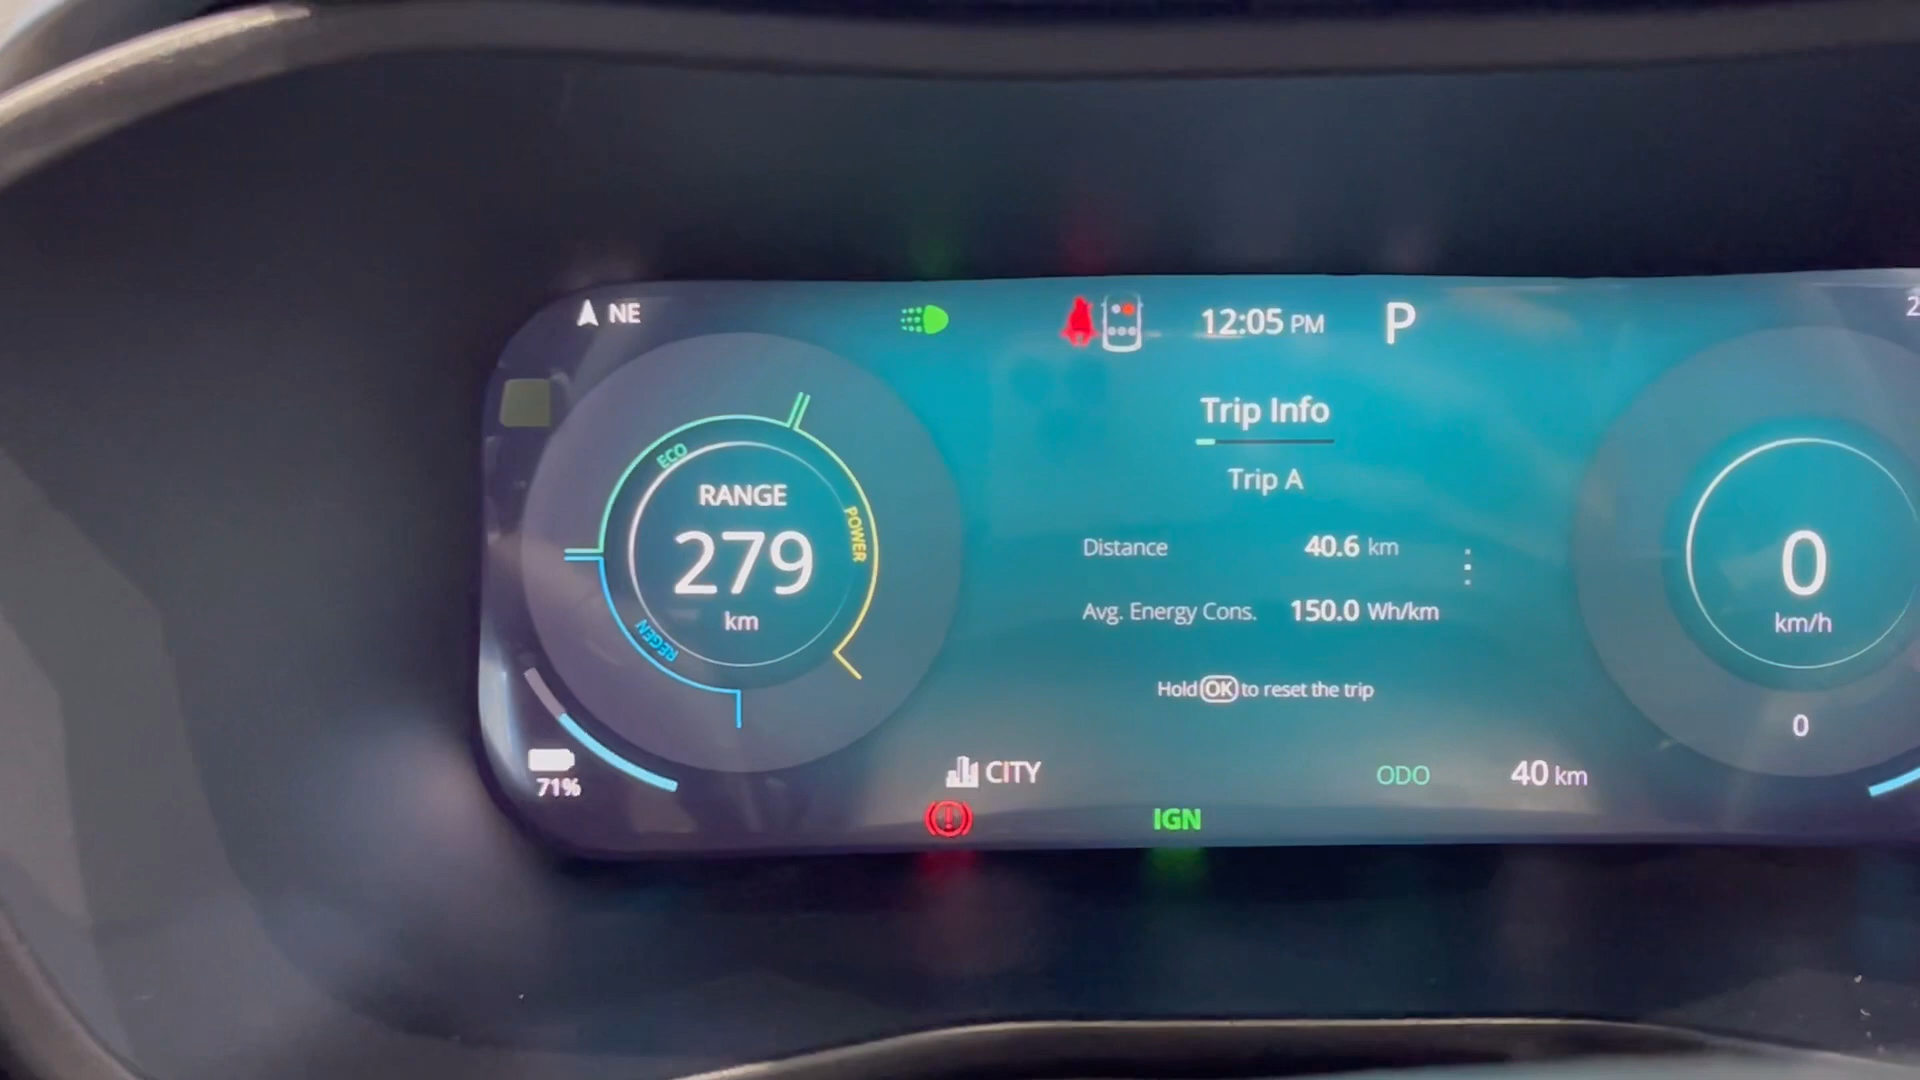 NE
12:05 PM
P
2
Trip Info
Trip A
ECO
POWER
REGEN
RANGE
279
km
Distance 40.6 km
Avg. Energy Cons. 150.0 Wh/km
Hold OK to reset the trip
0
km/h
0
71%
CITY
ODO 40 km
IGN